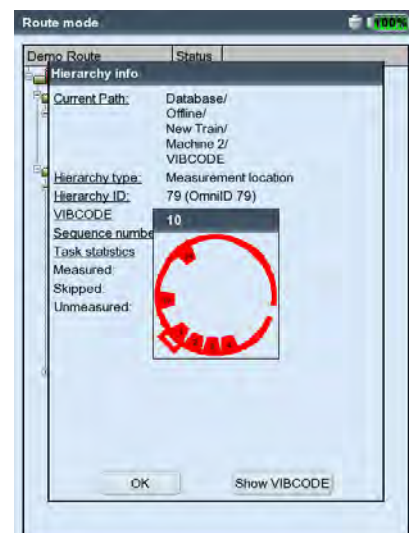 Route mode
100%
Demo Route Status
Hierarchy info
Current Path: Database/
Offline/
New Train/
Machine 2/
VIBCODE
Hierarchy type: Measurement location
Hierarchy ID: 79 (OmniID 79)
VIBCODE
10
Sequence numbe
Task statistics
Measured:
Skipped:
Unmeasured:
OK Show VIBCODE